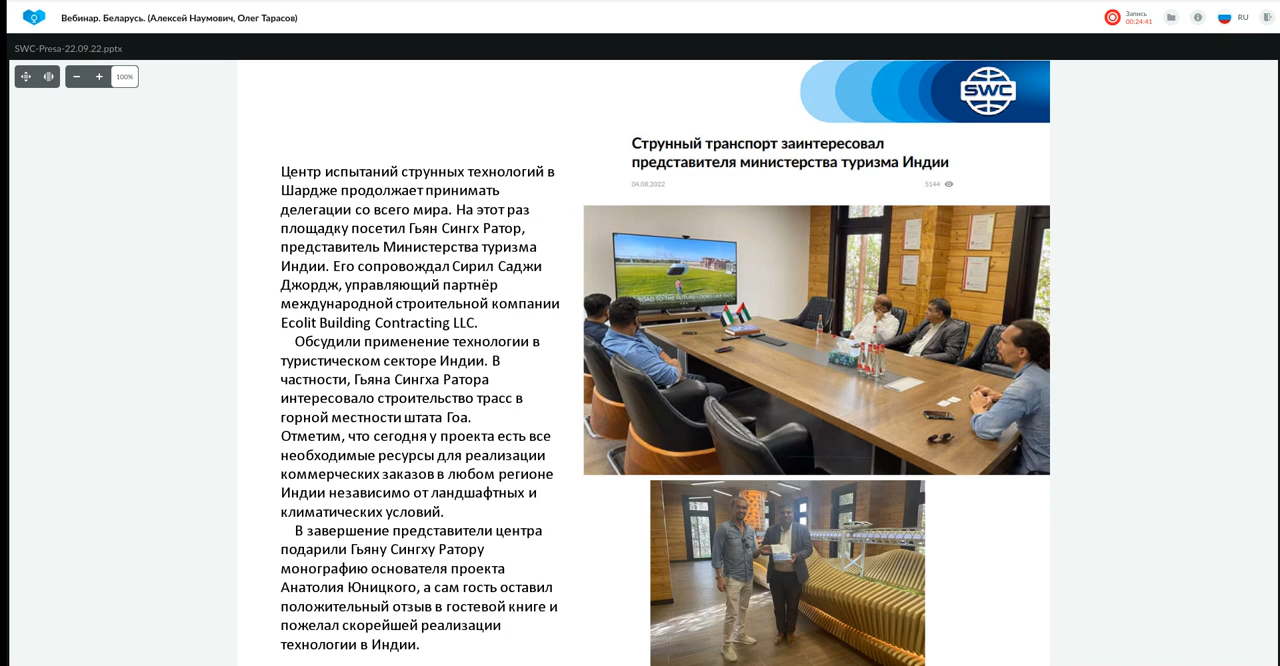 Вебинар. Беларусь. (Алексей Наумович, Олег Тарасов)
Запись
00:24:41
RU
SWC-Presa-22.09.22.pptx
100%
SWC
Струнный транспорт заинтересовал
представителя министерства туризма Индии
04.08.2022
5144
Центр испытаний струнных технологий в
Шардже продолжает принимать
делегации со всего мира. На этот раз
площадку посетил Гьян Сингх Ратор,
представитель Министерства туризма
Индии. Его сопровождал Сирил Саджи
Джордж, управляющий партнёр
международной строительной компании
Ecolit Building Contracting LLC.
Обсудили применение технологии в
туристическом секторе Индии. В
частности, Гьяна Сингха Ратора
интересовало строительство трасс в
горной местности штата Гоа.
Отметим, что сегодня у проекта есть все
необходимые ресурсы для реализации
коммерческих заказов в любом регионе
Индии независимо от ландшафтных и
климатических условий.
В завершение представители центра
подарили Гьяну Сингху Ратору
монографию основателя проекта
Анатолия Юницкого, а сам гость оставил
положительный отзыв в гостевой книге и
пожелал скорейшей реализации
технологии в Индии.